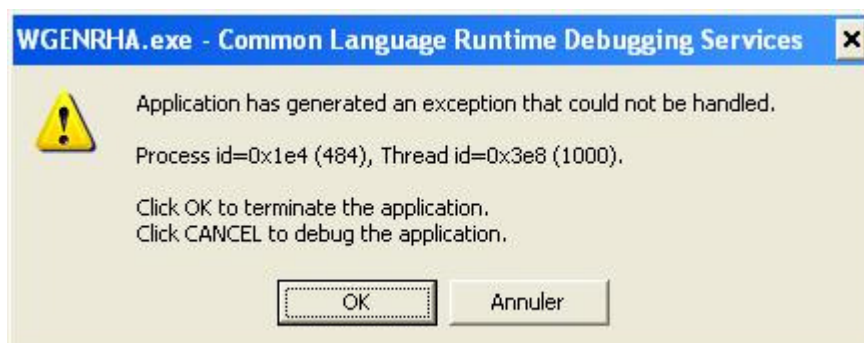 WGENRHA.exe - Common Language Runtime Debugging Services
Application has generated an exception that could not be handled.
Process id=0x1e4 (484), Thread id=0x3e8 (1000).
Click OK to terminate the application.
Click CANCEL to debug the application.
OK Annuler